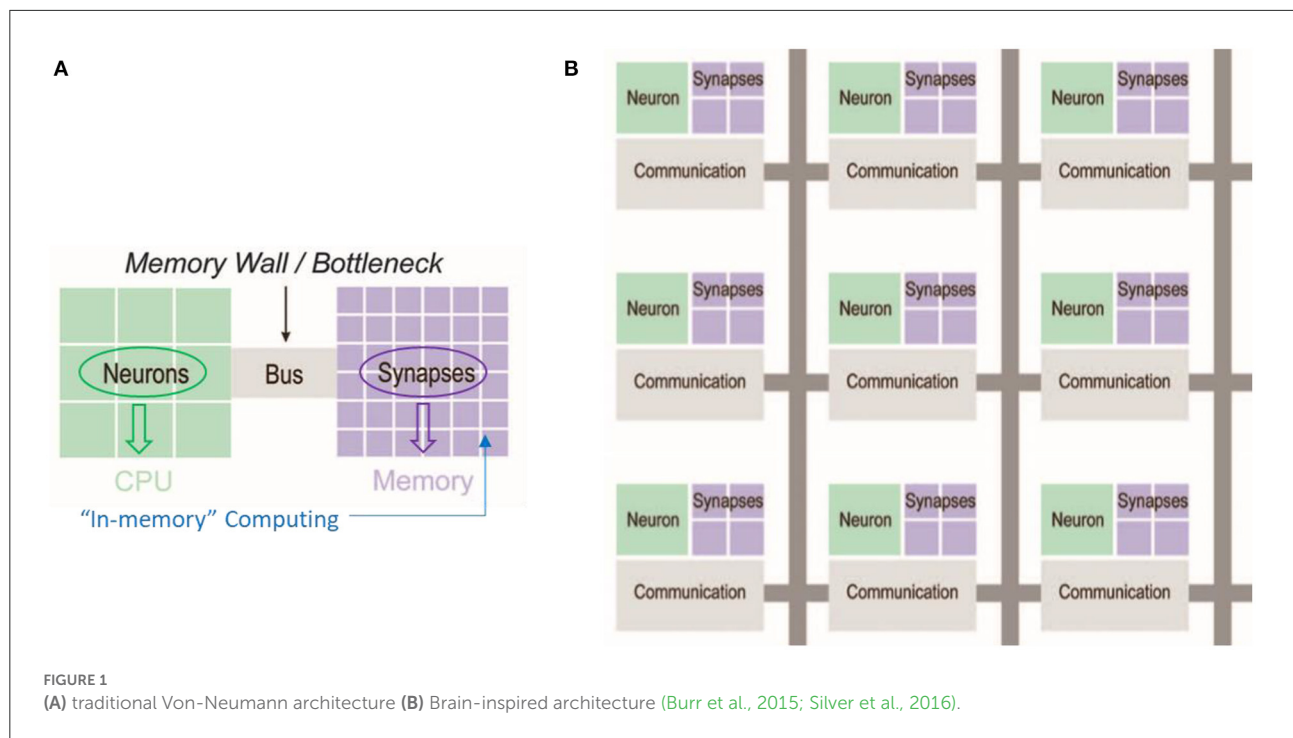 A
Memory Wall / Bottleneck
Neurons
Bus
Synapses
CPU
Memory
“In-memory” Computing
B
Neuron
Synapses
Communication
Neuron
Synapses
Communication
Neuron
Synapses
Communication
Neuron
Synapses
Communication
Neuron
Synapses
Communication
Neuron
Synapses
Communication
Neuron
Synapses
Communication
Neuron
Synapses
Communication
Neuron
Synapses
Communication
FIGURE 1
(A) traditional Von-Neumann architecture (B) Brain-inspired architecture (Burr et al., 2015; Silver et al., 2016).